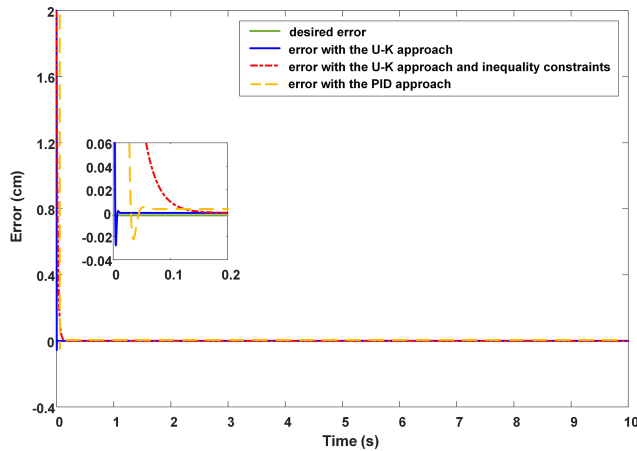 desired error
error with the U-K approach
error with the U-K approach and inequality constraints
error with the PID approach
2
1.6
1.2
0.8
0.4
0
-0.4
Error (cm)
0.06
0.04
0.02
0
-0.02
-0.04
0 0.1 0.2
0 1 2 3 4 5 6 7 8 9 10
Time (s)